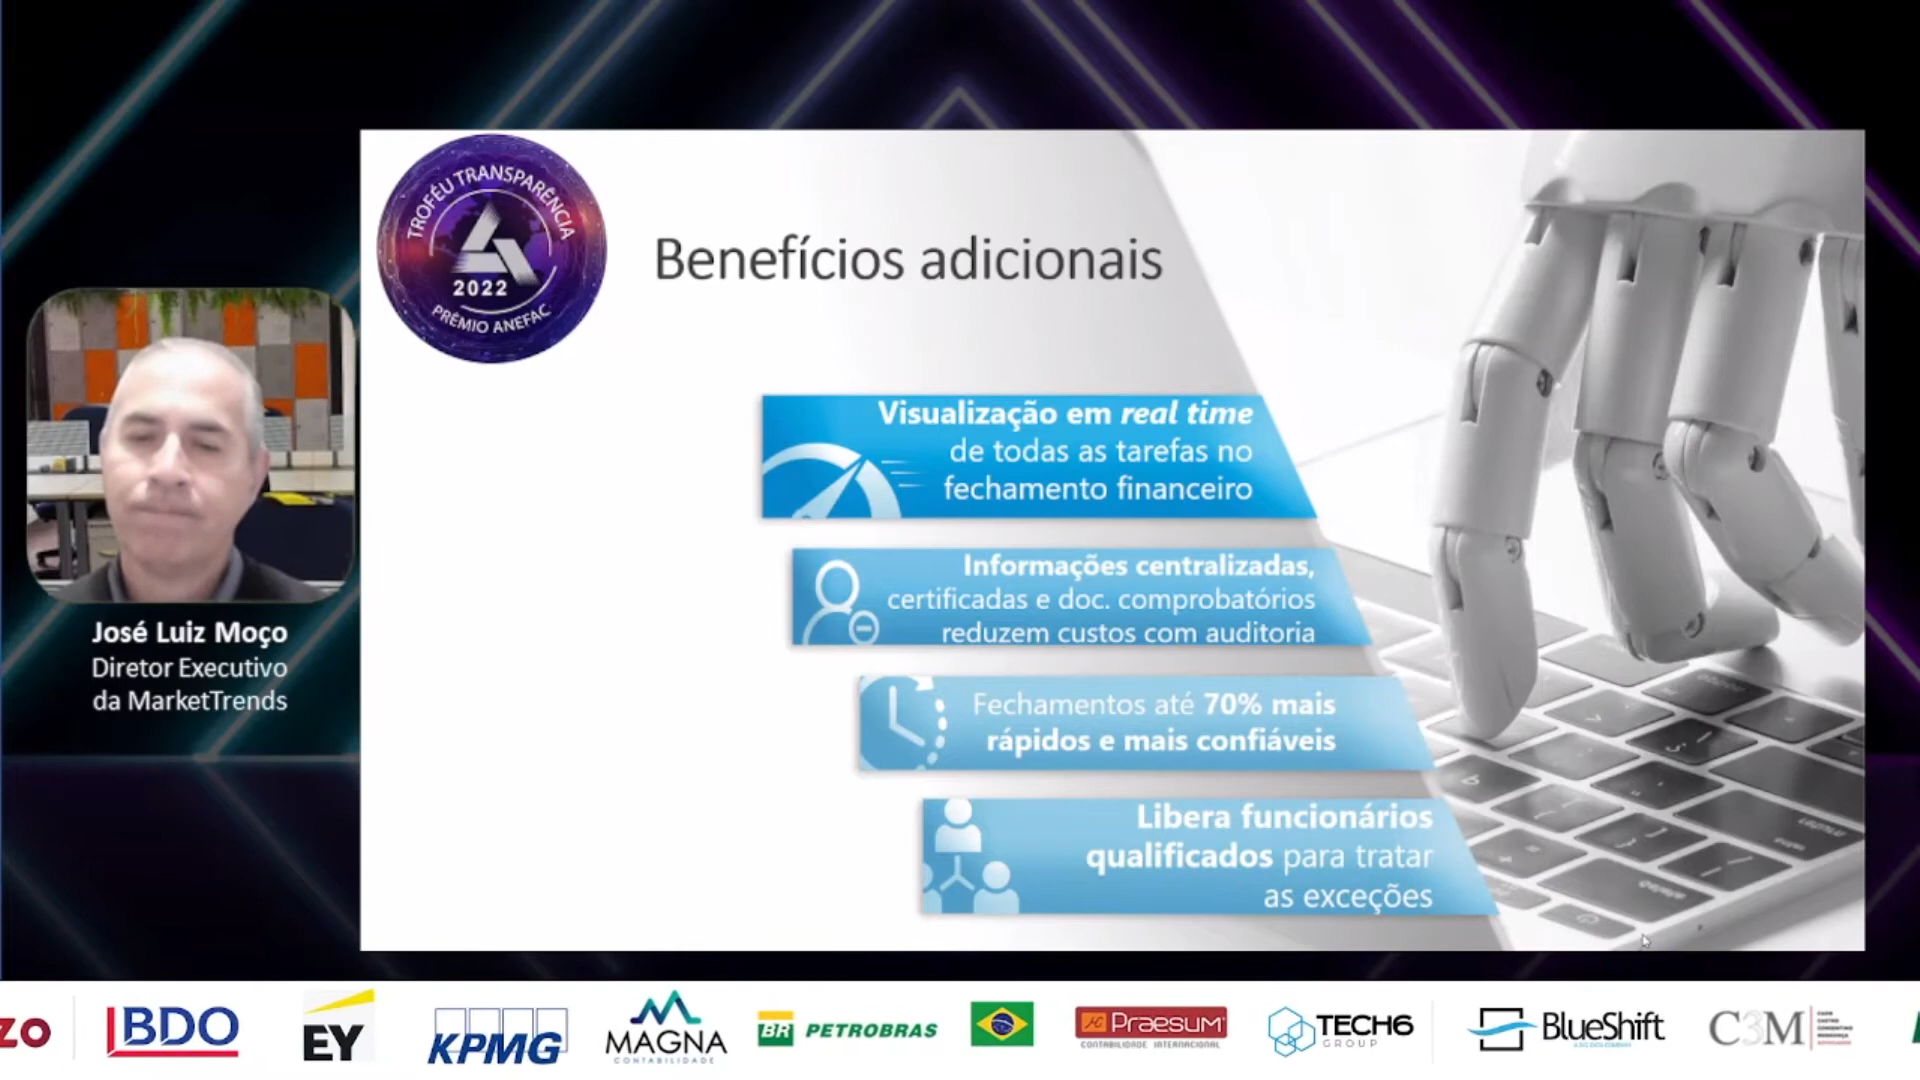 TROFÉU TRANSPARÊNCIA
2022
PRÊMIO ANEFAC
Benefícios adicionais
Visualização em real time
de todas as tarefas no
fechamento financeiro
Informações centralizadas,
certificadas e doc. comprobatórios
reduzem custos com auditoria
Fechamentos até 70% mais
rápidos e mais confiáveis
Libera funcionários
qualificados para tratar
as exceções
José Luiz Moço
Diretor Executivo
da MarketTrends
ZO
BDO
EY
KPMG
MAGNA
CONTABILIDADE
BR PETROBRAS
Praesum
CONTABILIDADE INTERNACIONAL
TECH6
GROUP
BlueShift
C3M